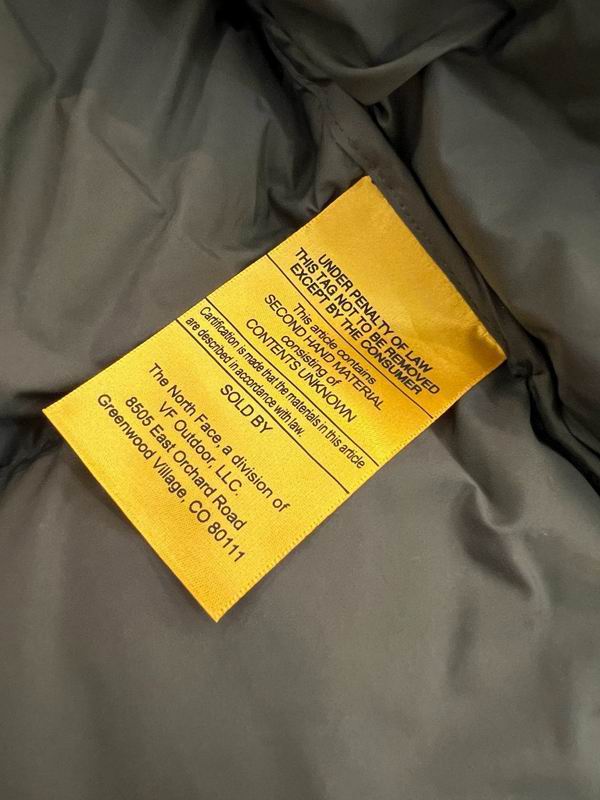 UNDER PENALTY OF LAW
THIS TAG NOT TO BE REMOVED
EXCEPT BY THE CONSUMER
This article contains
SECOND HAND MATERIAL
consisting of
CONTENTS UNKNOWN
Certification is made that the materials in this article
are described in accordance with law.
SOLD BY
The North Face, a division of
VF Outdoor, LLC.
8505 East Orchard Road
Greenwood Village, CO 80111